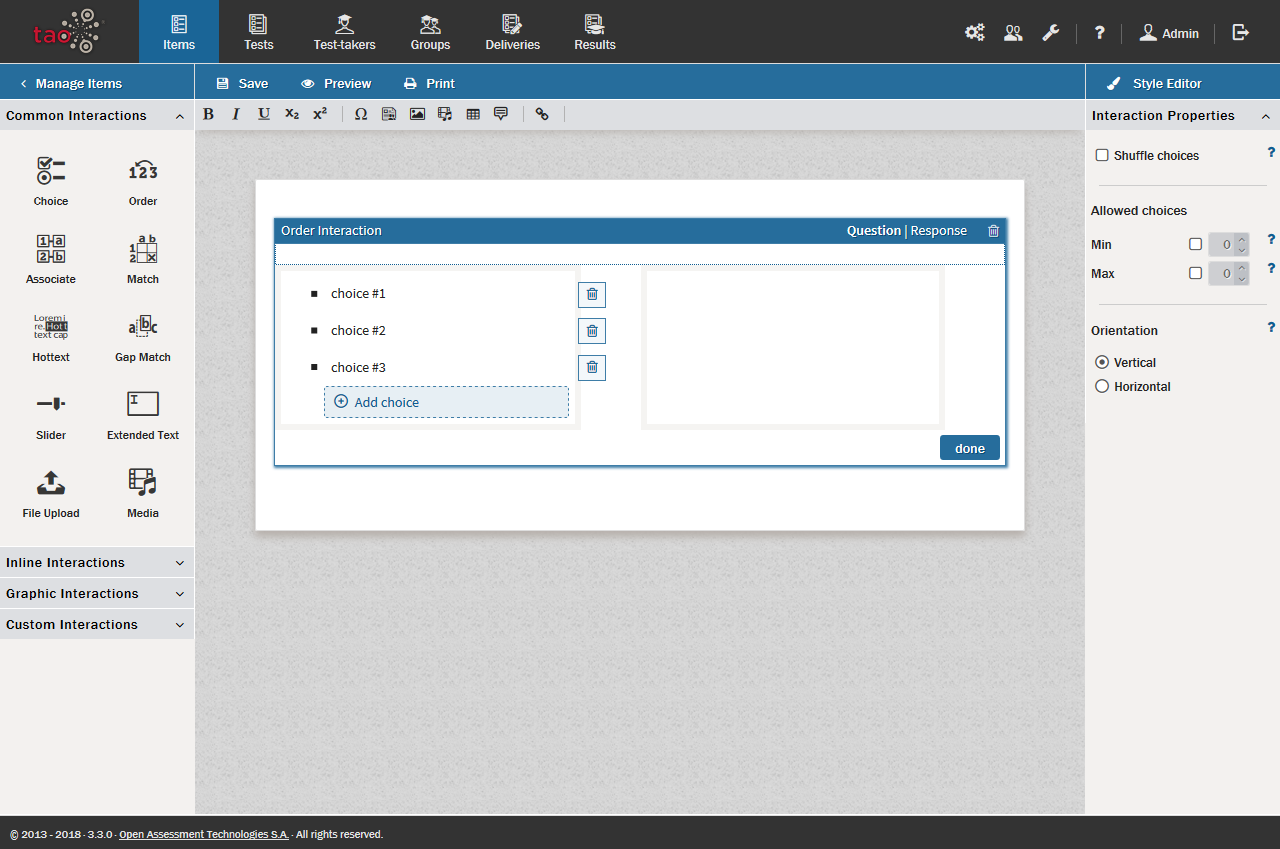 tao
Items
Tests
Test-takers
Groups
Deliveries
Results
?
Admin
Manage Items
Save
Preview
Print
Style Editor
Common Interactions
B I U x₂ x² Ω
Interaction Properties
Choice
Order
Associate
Match
Hottext
Gap Match
Slider
Extended Text
File Upload
Media
Inline Interactions
Graphic Interactions
Custom Interactions
Order Interaction
Question | Response
choice #1
choice #2
choice #3
Add choice
done
Shuffle choices ?
Allowed choices
Min 0 ?
Max 0 ?
Orientation ?
Vertical
Horizontal
© 2013 - 2018 · 3.3.0 · Open Assessment Technologies S.A. · All rights reserved.